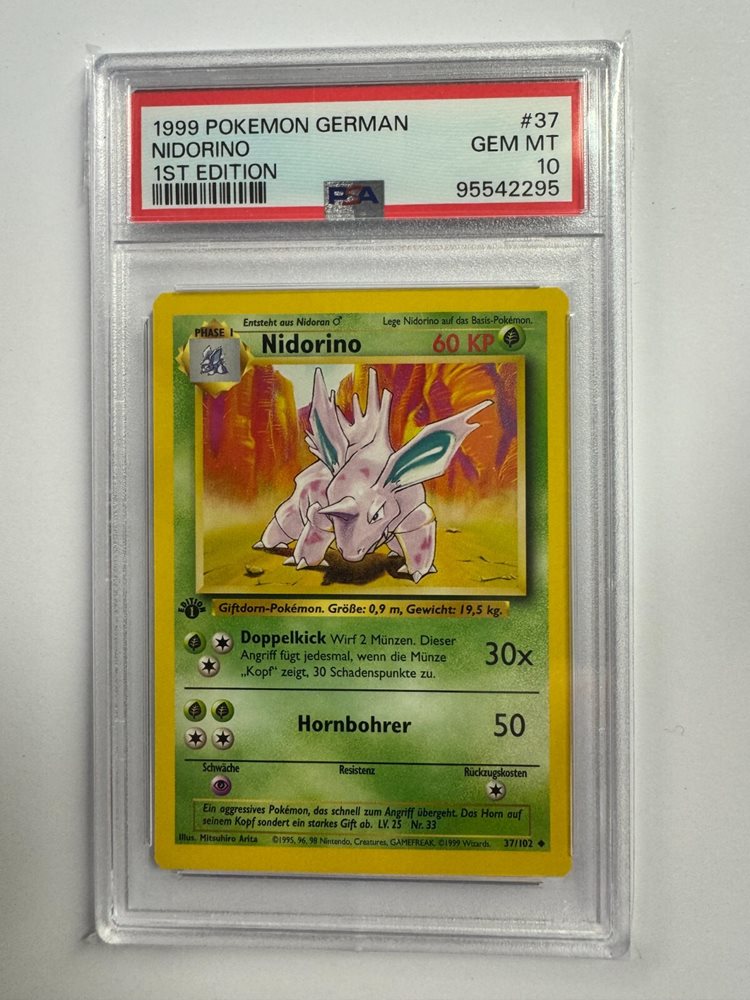 1999 POKEMON GERMAN #37
NIDORINO GEM MT
1ST EDITION 10
PSA 95542295
Entsteht aus Nidoran ♂ Lege Nidorino auf das Basis-Pokémon.
PHASE 1
Nidorino 60 KP
EDITION 1
Giftdorn-Pokémon. Größe: 0,9 m, Gewicht: 19,5 kg.
Doppelkick Wirf 2 Münzen. Dieser
Angriff fügt jedesmal, wenn die Münze 30x
„Kopf" zeigt, 30 Schadenspunkte zu.
Hornbohrer 50
Schwäche Resistenz Rückzugskosten
Ein aggressives Pokémon, das schnell zum Angriff übergeht. Das Horn auf
seinem Kopf sondert ein starkes Gift ab. LV. 25 Nr. 33
Illus. Mitsuhiro Arita ©1995, 96, 98 Nintendo, Creatures, GAMEFREAK. ©1999 Wizards. 37/102